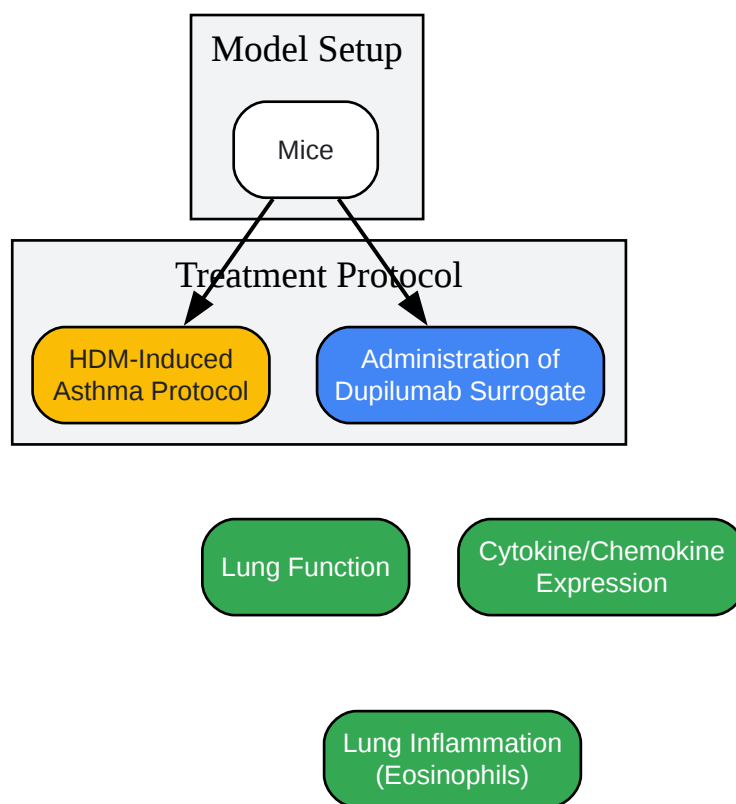 Model Setup
Mice
Treatment Protocol
HDM-Induced
Asthma Protocol
Administration of
Dupilumab Surrogate
Lung Function
Cytokine/Chemokine
Expression
Lung Inflammation
(Eosinophils)